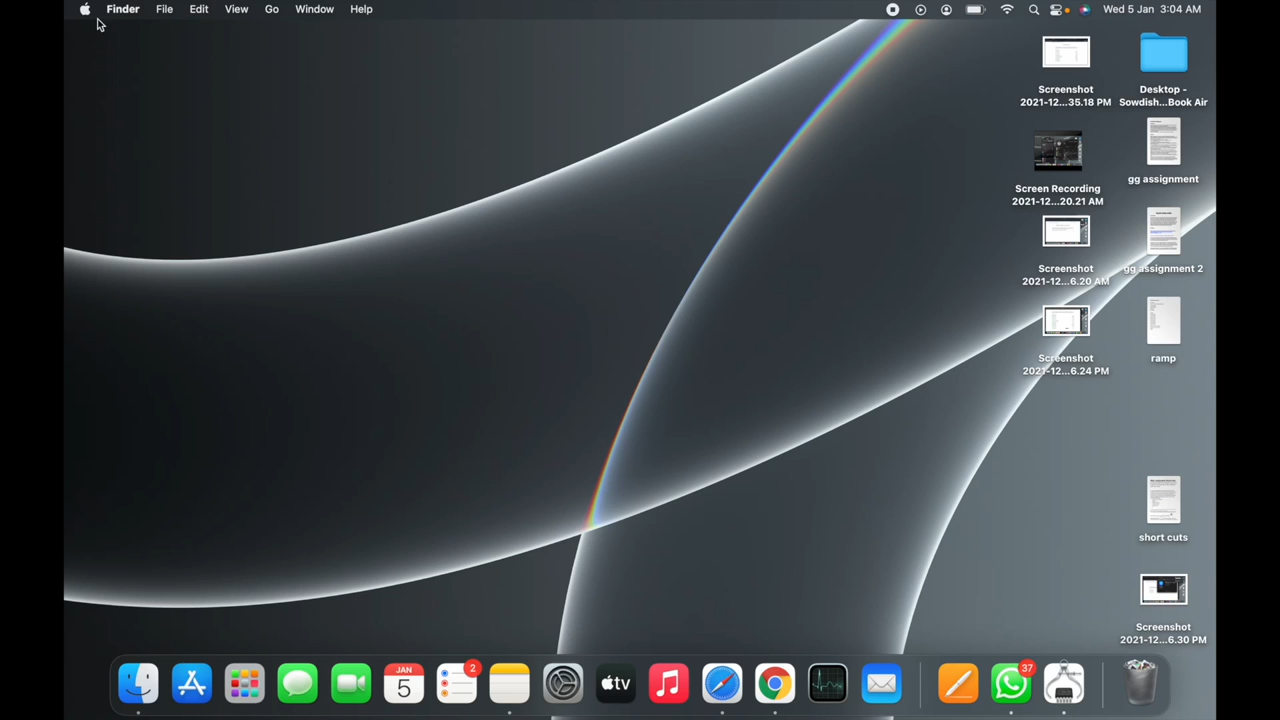 Finder File Edit View Go Window Help Wed 5 Jan 3:04 AM
Screenshot
2021-12...35.18 PM
Desktop -
Sowdish...Book Air
Screen Recording
2021-12...20.21 AM
gg assignment
Screenshot
2021-12...6.20 AM
gg assignment 2
Screenshot
2021-12...6.24 PM
ramp
short cuts
Screenshot
2021-12...6.30 PM
JAN
5
2
tv
37